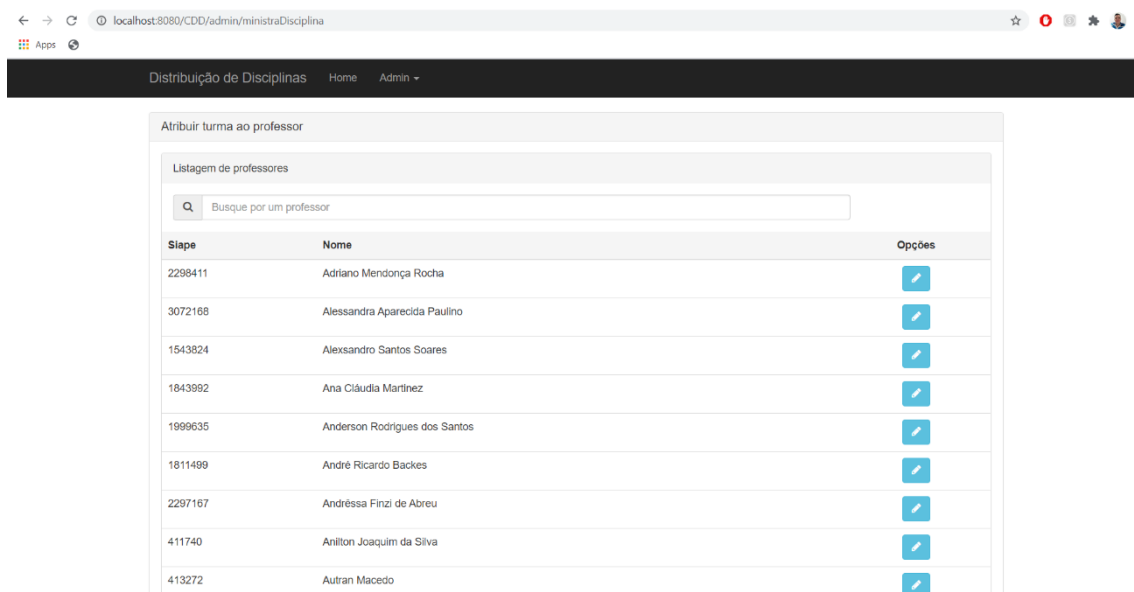 localhost:8080/CDD/admin/ministraDisciplina
Apps
Distribuição de Disciplinas Home Admin
Atribuir turma ao professor
Listagem de professores
Busque por um professor
Siape Nome Opções
2298411 Adriano Mendonça Rocha
3072168 Alessandra Aparecida Paulino
1543824 Alexsandro Santos Soares
1843992 Ana Cláudia Martinez
1999635 Anderson Rodrigues dos Santos
1811499 André Ricardo Backes
2297167 Andréssa Finzi de Abreu
411740 Anilton Joaquim da Silva
413272 Autran Macedo